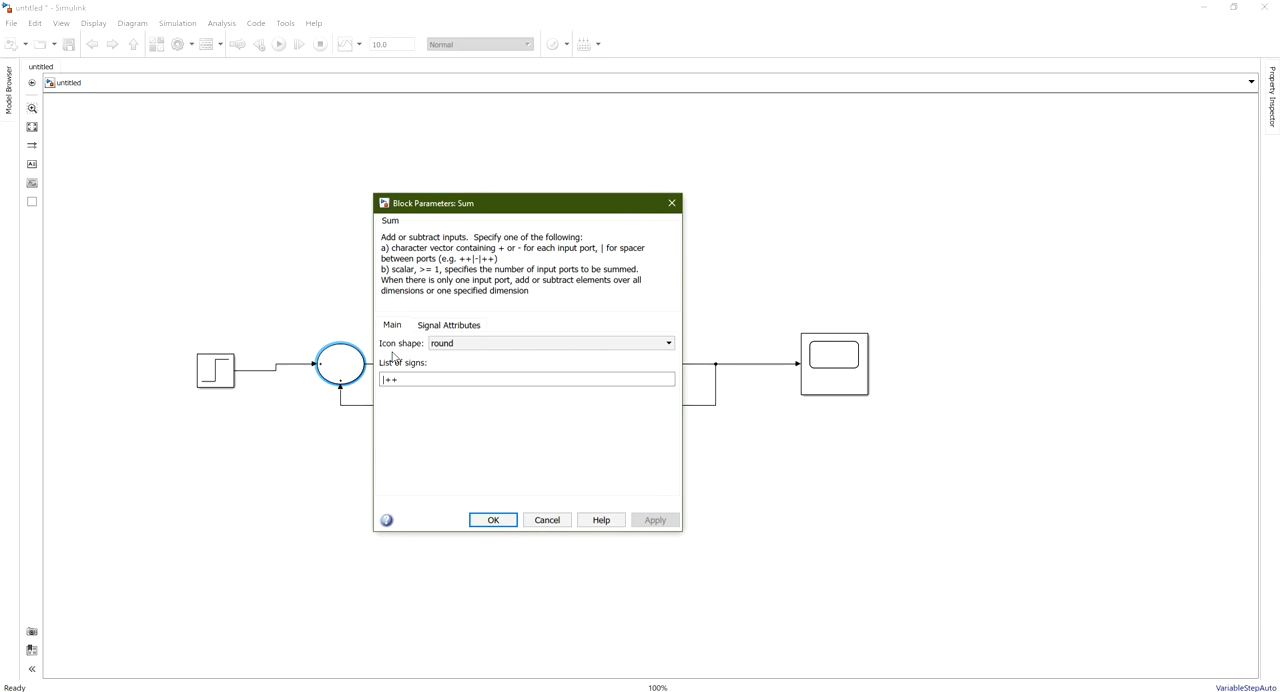 untitled * - Simulink
File Edit View Display Diagram Simulation Analysis Code Tools Help
10.0 Normal
untitled
untitled
Model Browser
Property Inspector
Block Parameters: Sum
Sum
Add or subtract inputs. Specify one of the following:
a) character vector containing + or - for each input port, | for spacer
between ports (e.g. ++|-|++)
b) scalar, >= 1, specifies the number of input ports to be summed.
When there is only one input port, add or subtract elements over all
dimensions or one specified dimension
Main Signal Attributes
Icon shape: round
List of signs:
|++
OK Cancel Help Apply
Ready 100% VariableStepAuto